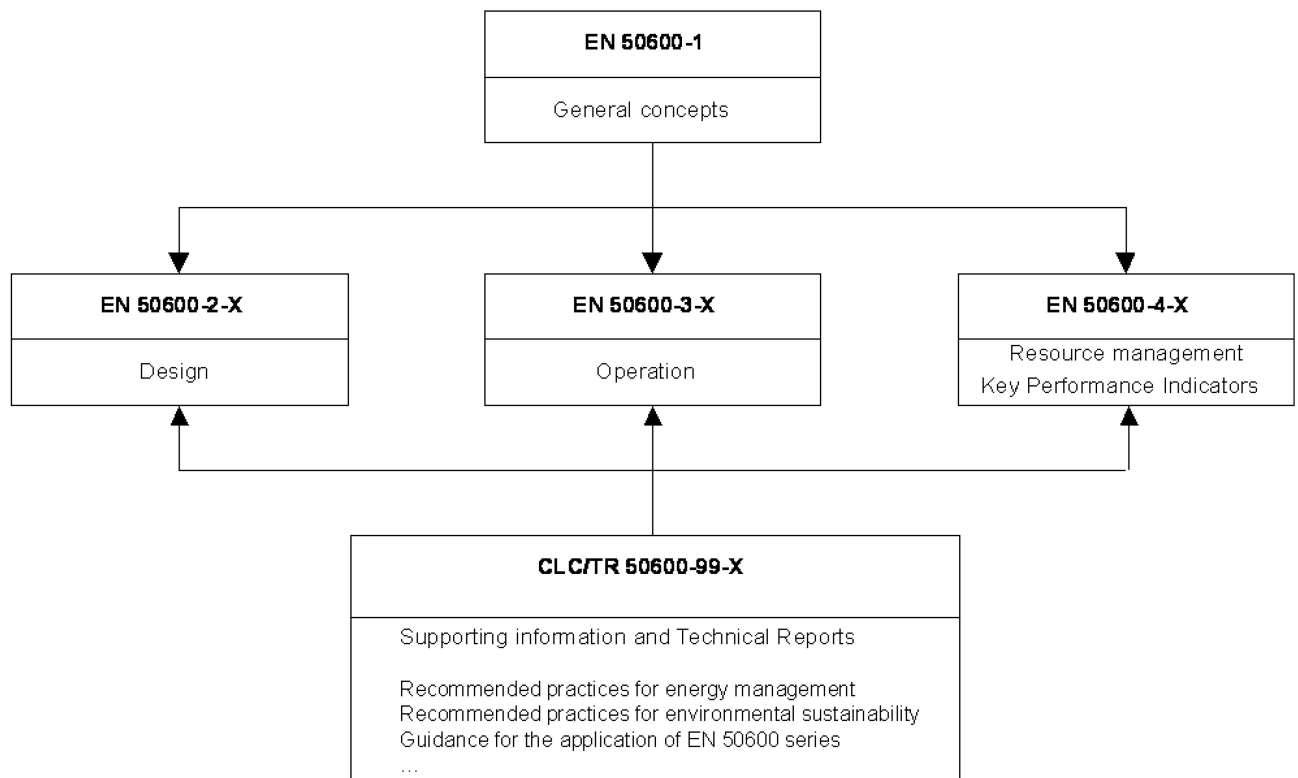 EN 50600-1
General concepts
EN 50600-2-X
Design
EN 50600-3-X
Operation
EN 50600-4-X
Resource management
Key Performance Indicators
CLC/TR 50600-99-X
Supporting information and Technical Reports
Recommended practices for energy management
Recommended practices for environmental sustainability
Guidance for the application of EN 50600 series
...